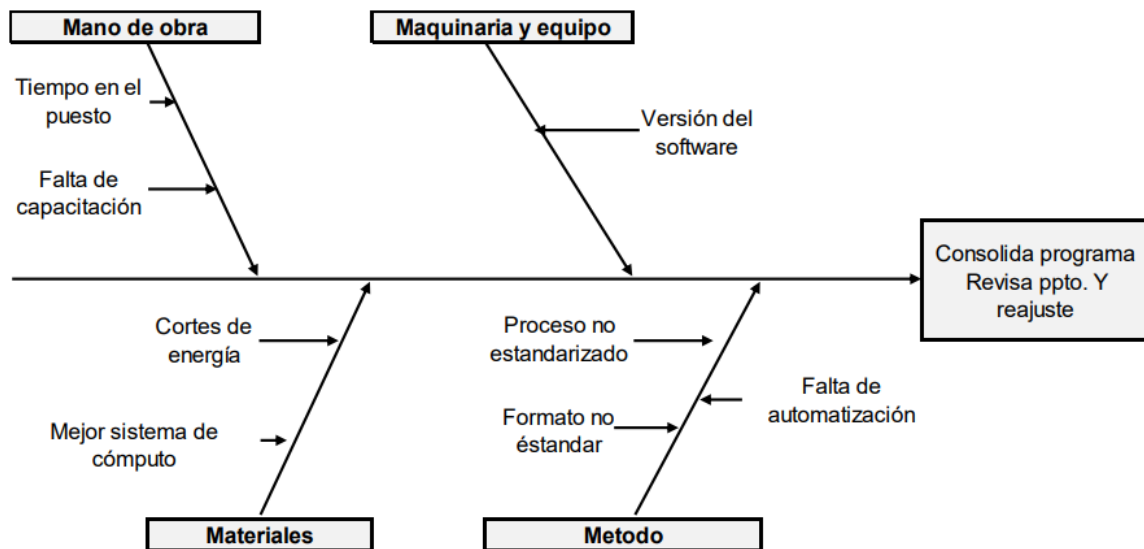 Mano de obra
Maquinaria y equipo
Tiempo en el
puesto
Versión del
software
Falta de
capacitación
Consolida programa
Revisa ppto. Y
reajuste
Cortes de
energía
Proceso no
estandarizado
Falta de
automatización
Formato no
éstandar
Mejor sistema de
cómputo
Materiales
Metodo